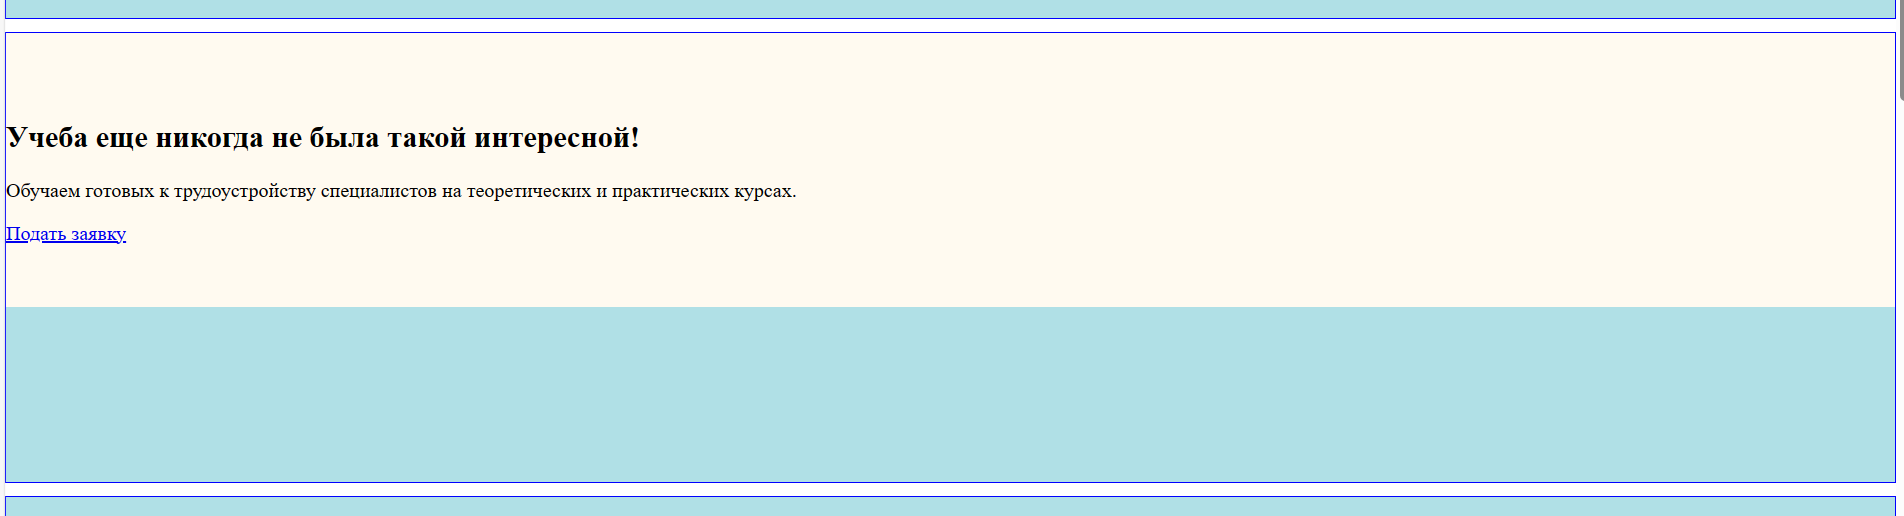 Учеба еще никогда не была такой интересной!
Обучаем готовых к трудоустройству специалистов на теоретических и практических курсах.
Подать заявку